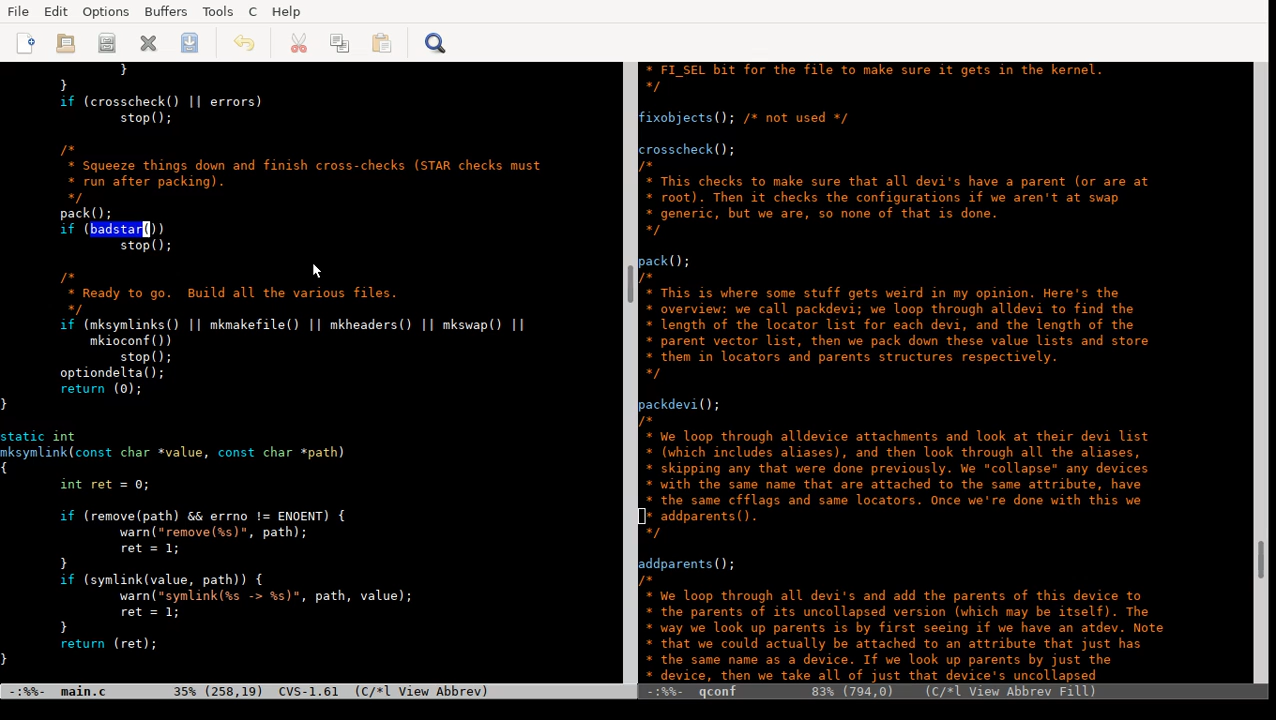 File Edit Options Buffers Tools C Help
}
}
if (crosscheck() || errors)
stop();
/*
* Squeeze things down and finish cross-checks (STAR checks must
* run after packing).
*/
pack();
if (badstar())
stop();
/*
* Ready to go.  Build all the various files.
*/
if (mksymlinks() || mkmakefile() || mkheaders() || mkswap() ||
mkioconf())
stop();
optiondelta();
return (0);
}
static int
mksymlink(const char *value, const char *path)
{
int ret = 0;
if (remove(path) && errno != ENOENT) {
warn("remove(%s)", path);
ret = 1;
}
if (symlink(value, path)) {
warn("symlink(%s -> %s)", path, value);
ret = 1;
}
return (ret);
}
-:%%-  main.c         35% (258,19)  CVS-1.61  (C/*l View Abbrev)
* FI_SEL bit for the file to make sure it gets in the kernel.
*/
fixobjects(); /* not used */
crosscheck();
/*
* This checks to make sure that all devi's have a parent (or are at
* root). Then it checks the configurations if we aren't at swap
* generic, but we are, so none of that is done.
*/
pack();
/*
* This is where some stuff gets weird in my opinion. Here's the
* overview: we call packdevi; we loop through alldevi to find the
* length of the locator list for each devi, and the length of the
* parent vector list, then we pack down these value lists and store
* them in locators and parents structures respectively.
*/
packdevi();
/*
* We loop through alldevice attachments and look at their devi list
* (which includes aliases), and then look through all the aliases,
* skipping any that were done previously. We "collapse" any devices
* with the same name that are attached to the same attribute, have
* the same cfflags and same locators. Once we're done with this we
* addparents().
*/
addparents();
/*
* We loop through all devi's and add the parents of this device to
* the parents of its uncollapsed version (which may be itself). The
* way we look up parents is by first seeing if we have an atdev. Note
* that we could actually be attached to an attribute that just has
* the same name as a device. If we look up parents by just the
* device, then we take all of just that device's uncollapsed
-:%%-  qconf          83% (794,0)    (C/*l View Abbrev Fill)